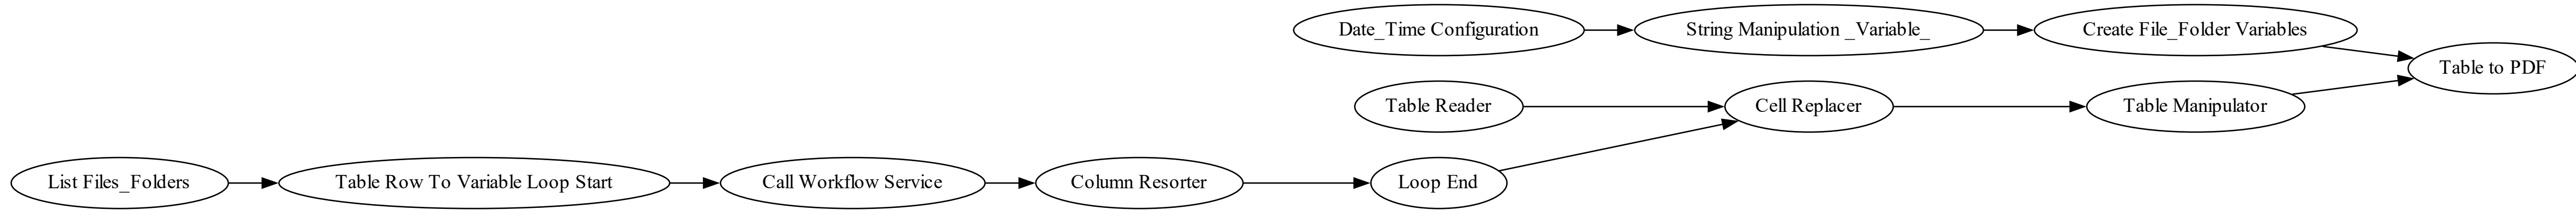 Date_Time Configuration
String Manipulation _Variable_
Create File_Folder Variables
Table to PDF
Table Reader
Cell Replacer
Table Manipulator
List Files_Folders
Table Row To Variable Loop Start
Call Workflow Service
Column Resorter
Loop End